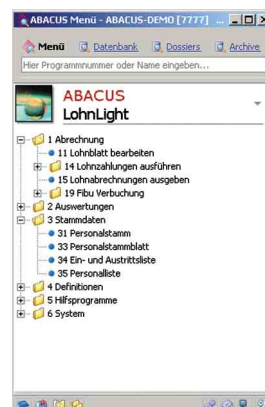 ABACUS Menü - ABACUS-DEMO [7777] ...
Menü Datenbank Dossiers Archive
Hier Programmnummer oder Name eingeben...
ABACUS
LohnLight
1 Abrechnung
11 Lohnblatt bearbeiten
14 Lohnzahlungen ausführen
15 Lohnabrechnungen ausgeben
19 Fibu Verbuchung
2 Auswertungen
3 Stammdaten
31 Personalstamm
33 Personalstammblatt
34 Ein- und Austrittsliste
35 Personalliste
4 Definitionen
5 Hilfsprogramme
6 System